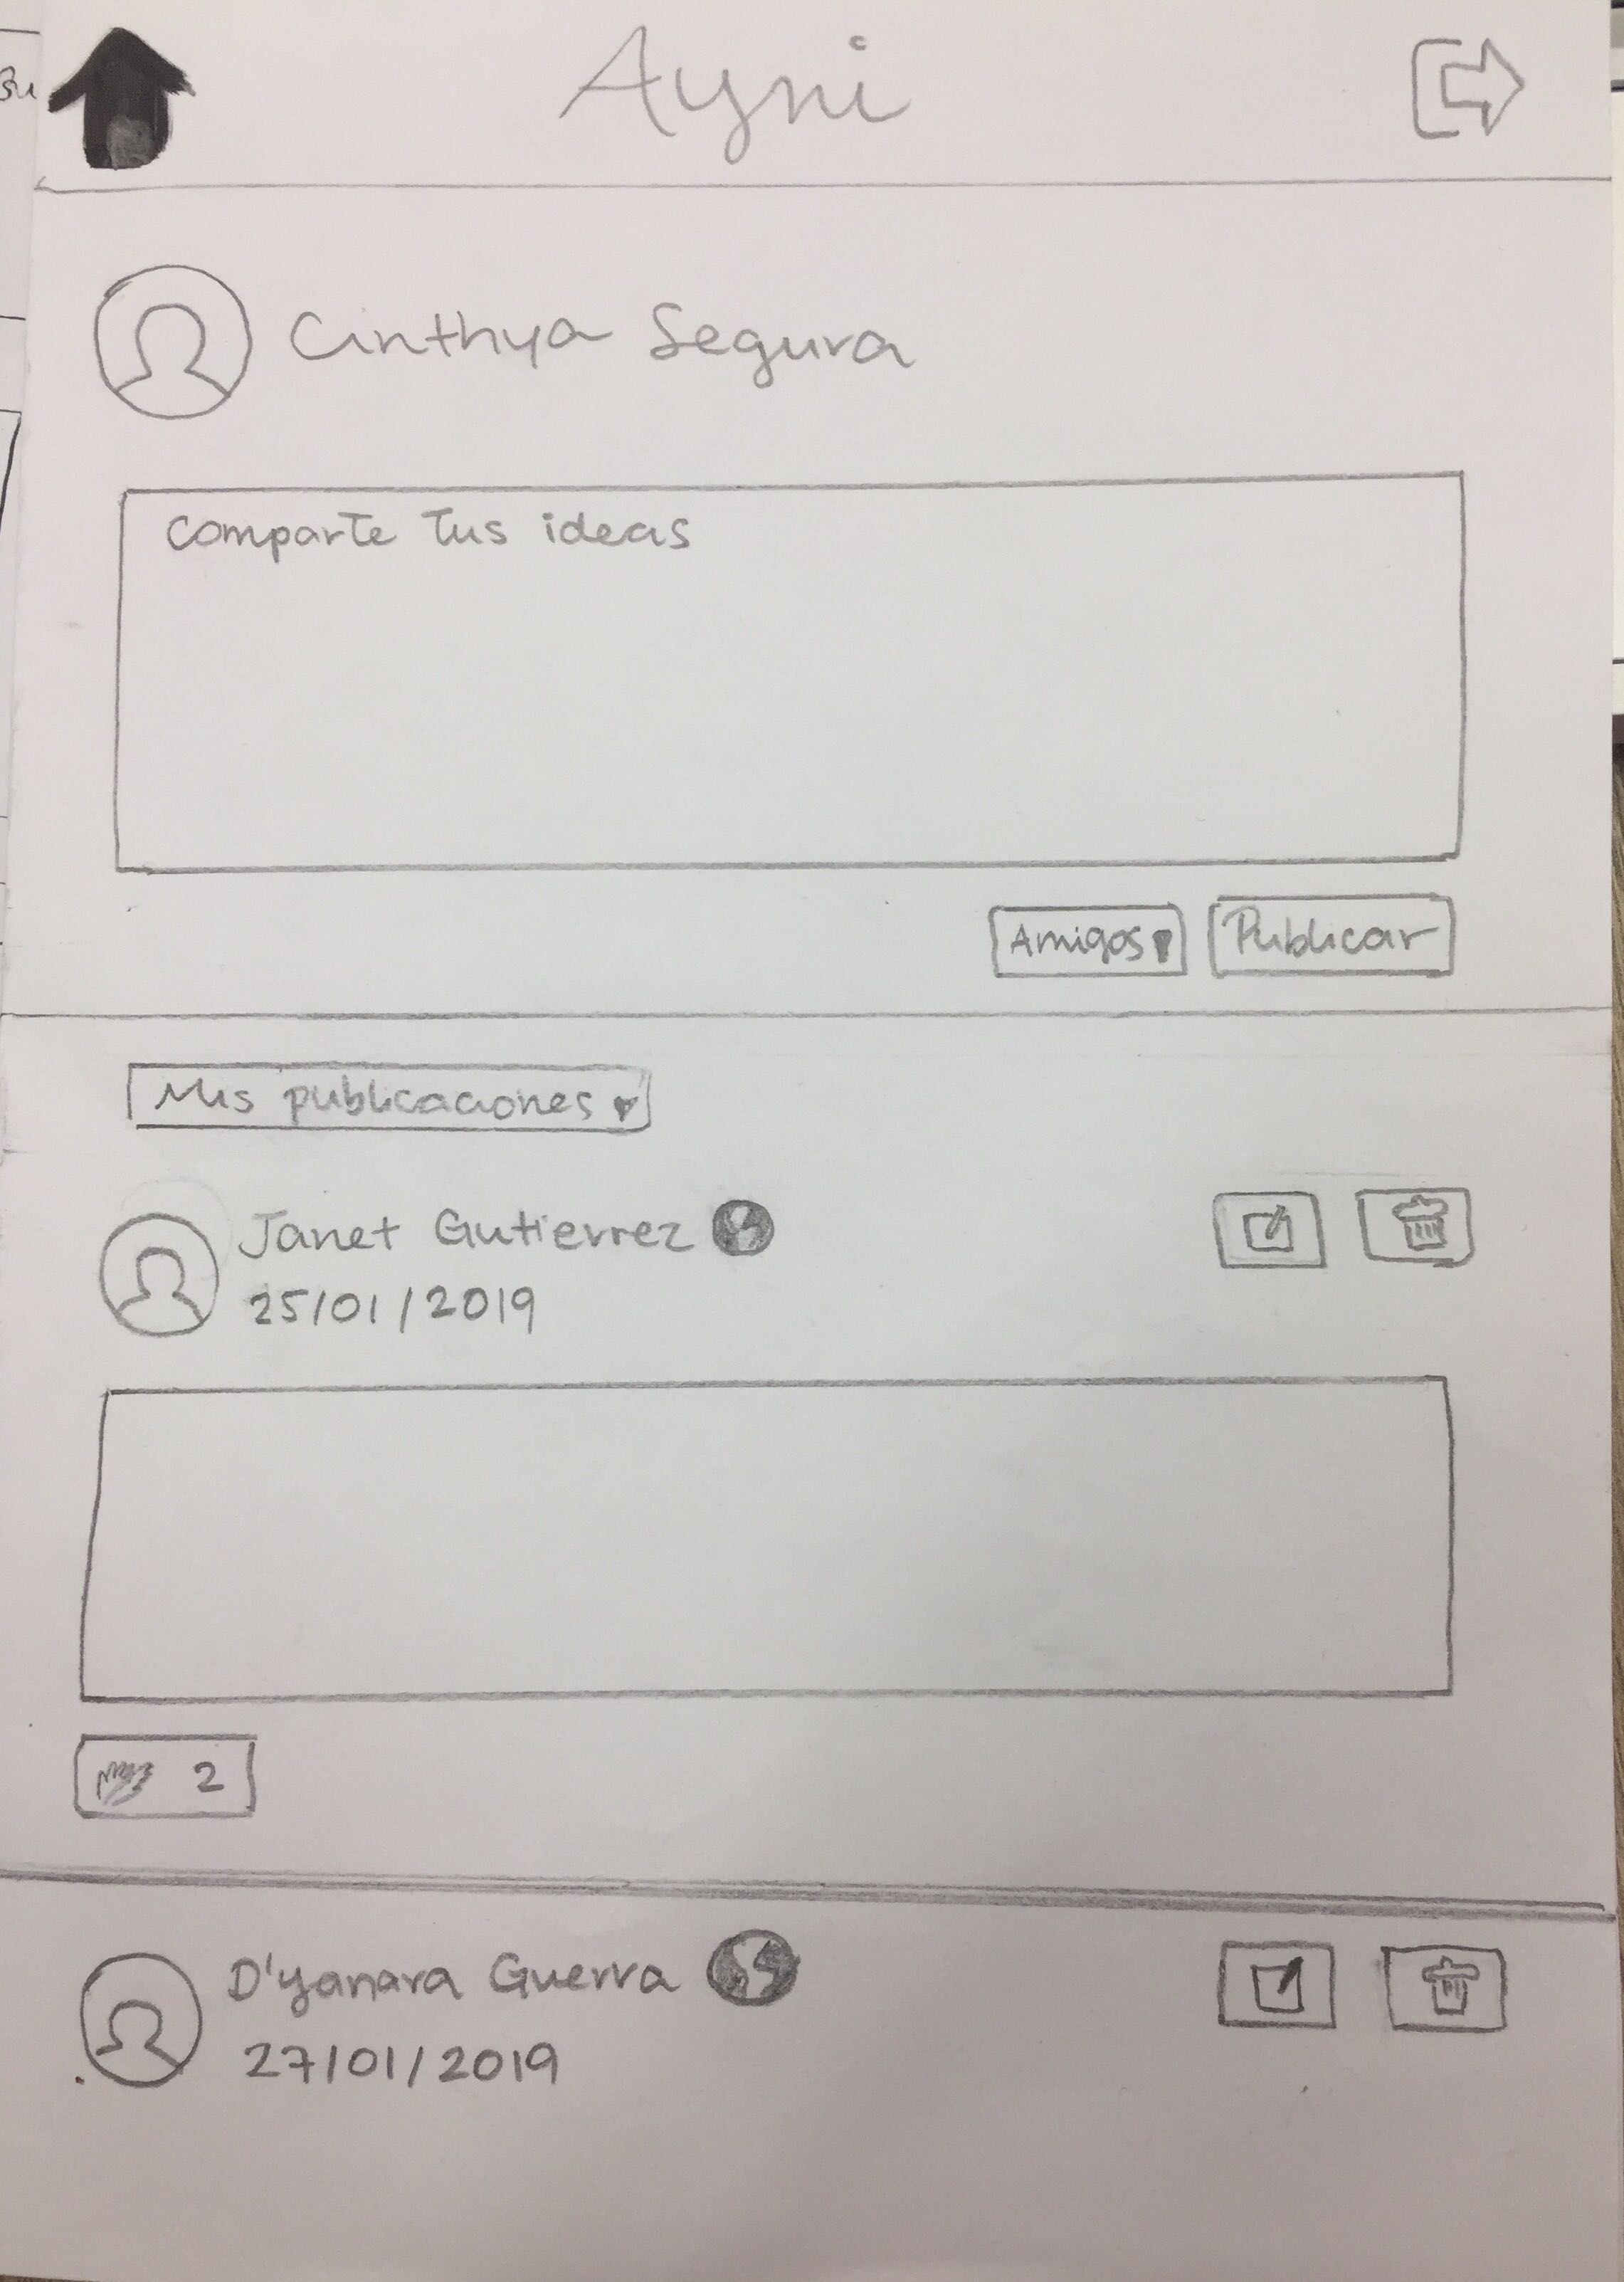 Ayni
Cinthya Segura
Comparte tus ideas
Amigos Publicar
Mis publicaciones
Janet Gutierrez
25/01/2019
2
D'yanara Guerra
27/01/2019